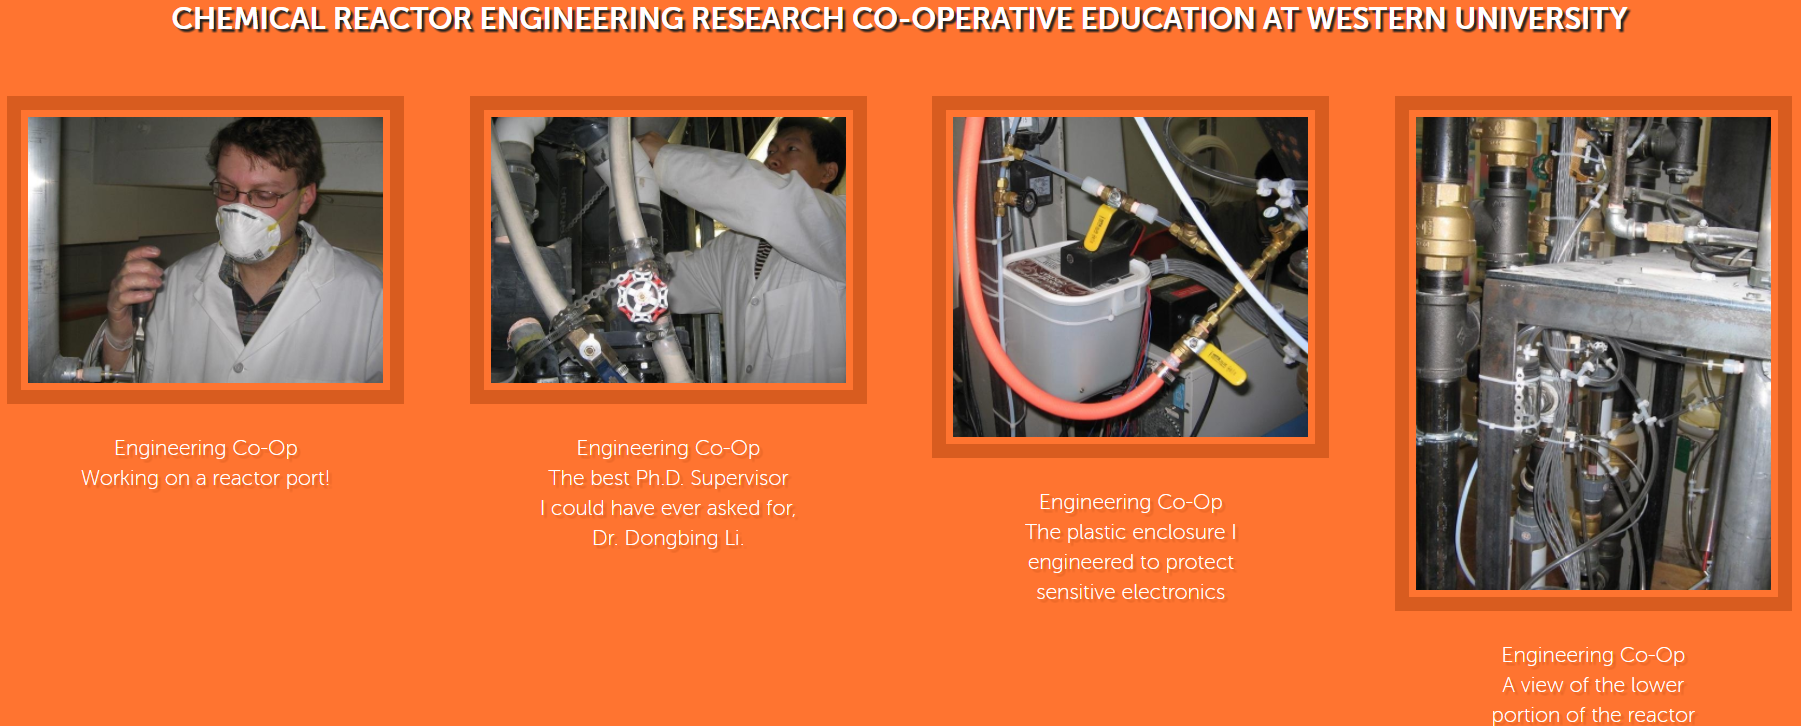 CHEMICAL REACTOR ENGINEERING RESEARCH CO-OPERATIVE EDUCATION AT WESTERN UNIVERSITY
Engineering Co-Op
Working on a reactor port!
Engineering Co-Op
The best Ph.D. Supervisor
I could have ever asked for,
Dr. Dongbing Li.
Engineering Co-Op
The plastic enclosure I
engineered to protect
sensitive electronics
Engineering Co-Op
A view of the lower
portion of the reactor